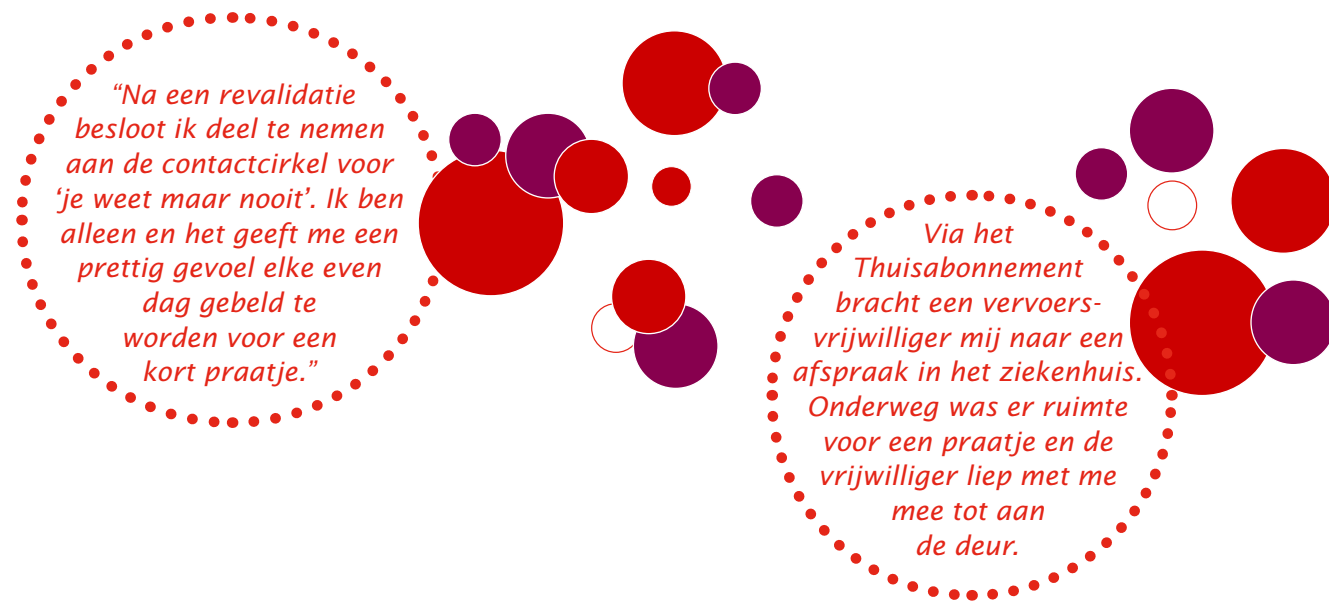 “Na een revalidatie
besloot ik deel te nemen
aan de contactcirkel voor
‘je weet maar nooit’. Ik ben
alleen en het geeft me een
prettig gevoel elke even
dag gebeld te
worden voor een
kort praatje.”
Via het
Thuisabonnement
bracht een vervoers-
vrijwilliger mij naar een
afspraak in het ziekenhuis.
Onderweg was er ruimte
voor een praatje en de
vrijwilliger liep met me
mee tot aan
de deur.